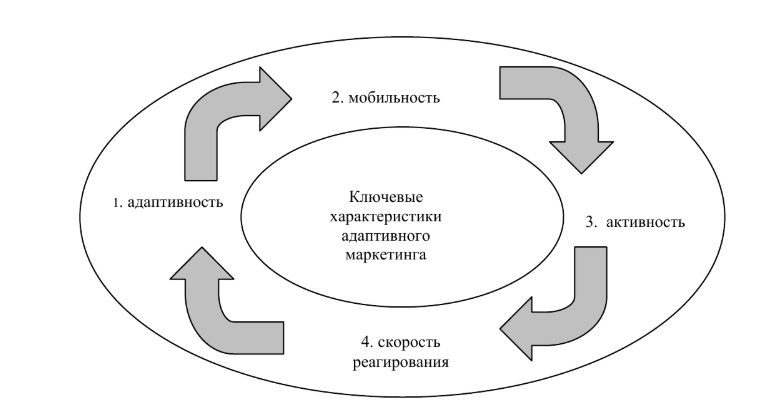 2. мобильность
1. адаптивность
Ключевые
характеристики
адаптивного
маркетинга
3. активность
4. скорость
реагирования